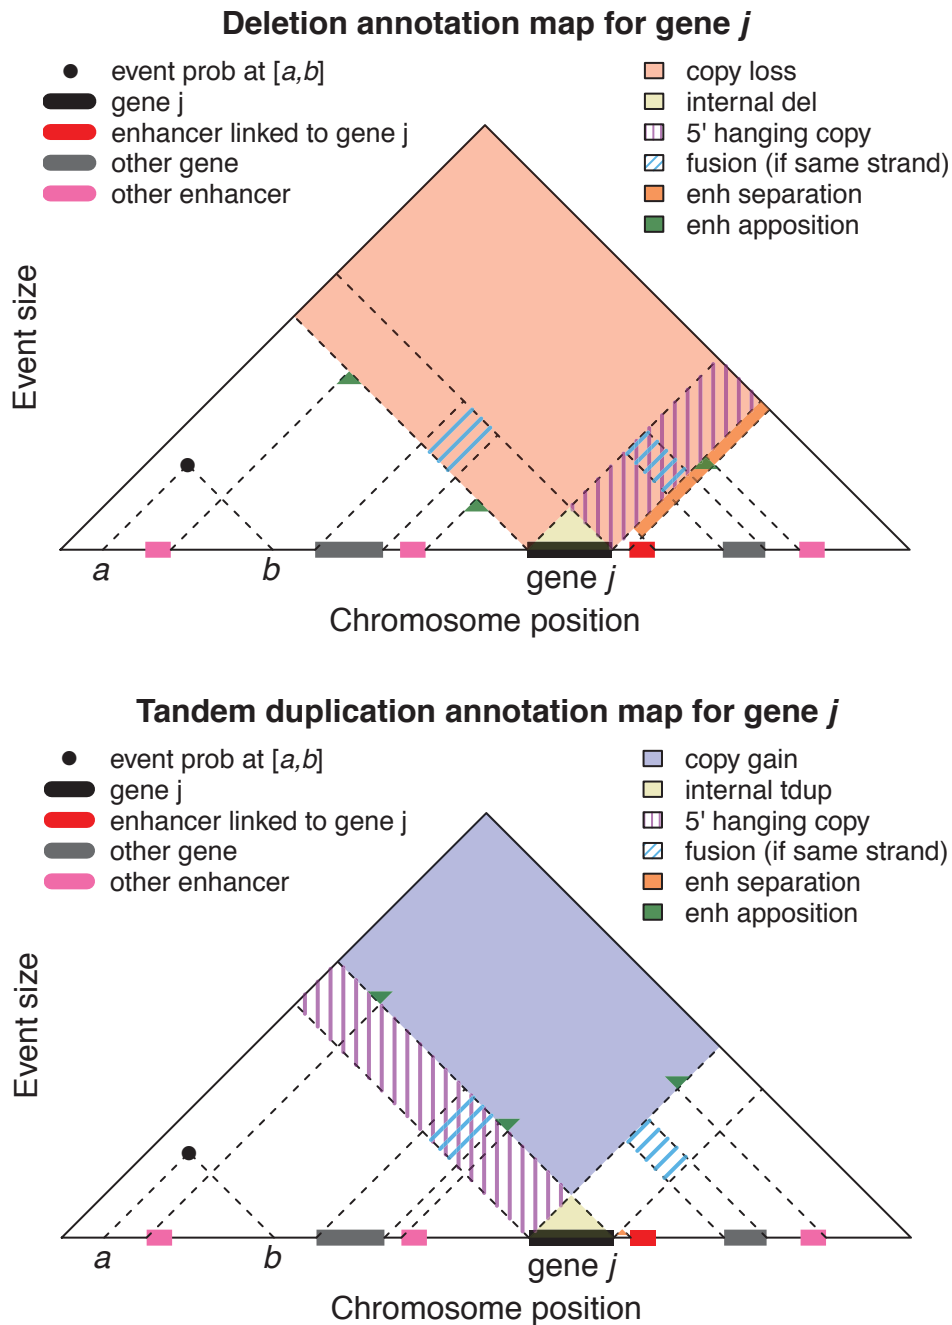 Deletion annotation map for gene j
event prob at [a,b]
gene j
enhancer linked to gene j
other gene
other enhancer
copy loss
internal del
5' hanging copy
fusion (if same strand)
enh separation
enh apposition
Event size
a
b
gene j
Chromosome position
Tandem duplication annotation map for gene j
event prob at [a,b]
gene j
enhancer linked to gene j
other gene
other enhancer
copy gain
internal tdup
5' hanging copy
fusion (if same strand)
enh separation
enh apposition
Event size
a
b
gene j
Chromosome position